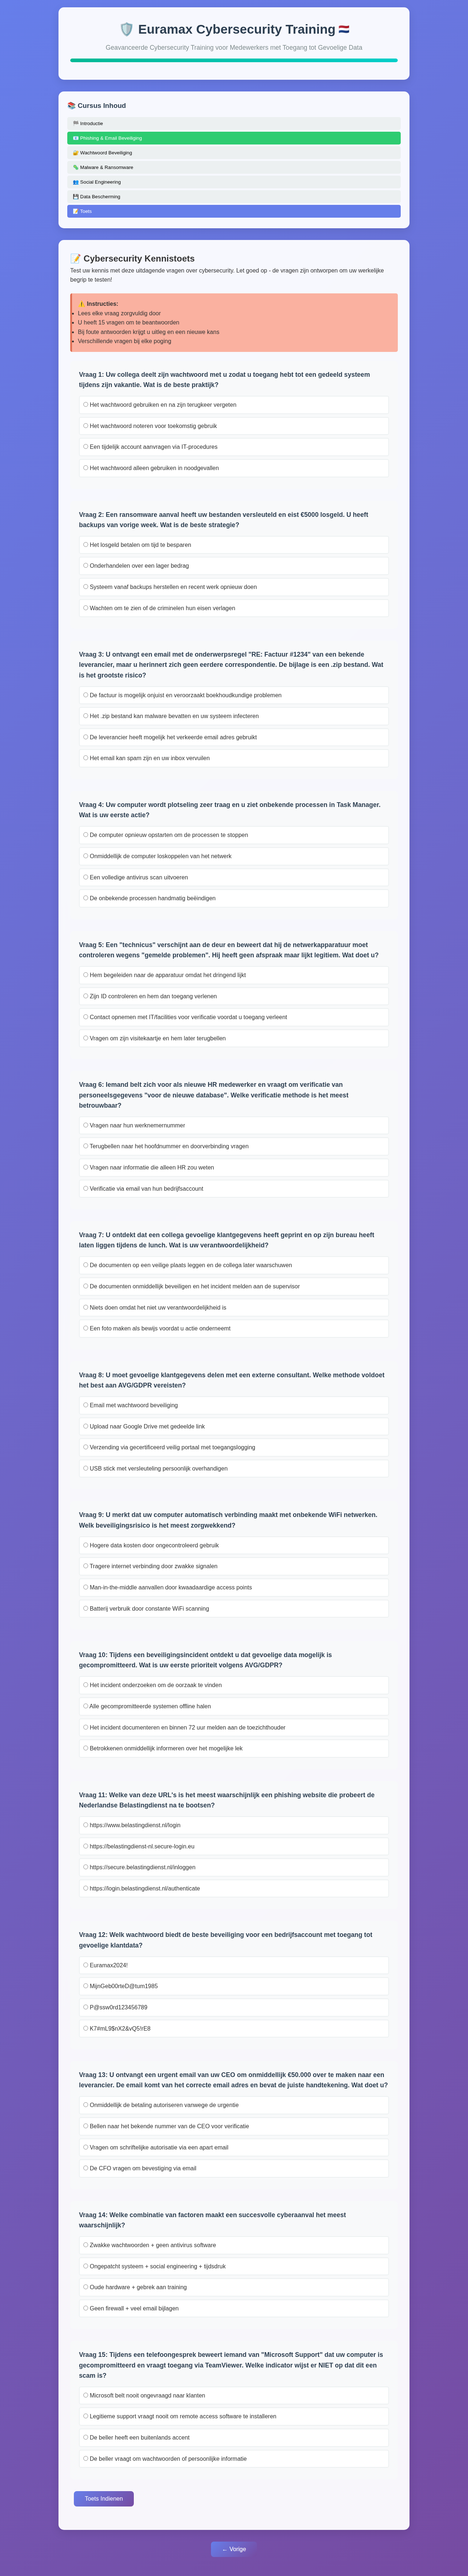 🛡️ Euramax Cybersecurity Training 🇳🇱
Geavanceerde Cybersecurity Training voor Medewerkers met Toegang tot Gevoelige Data
📚 Cursus Inhoud
🏁 Introductie
📧 Phishing & Email Beveiliging
🔐 Wachtwoord Beveiliging
🦠 Malware & Ransomware
👥 Social Engineering
💾 Data Bescherming
📝 Toets
📝 Cybersecurity Kennistoets
Test uw kennis met deze uitdagende vragen over cybersecurity. Let goed op - de vragen zijn ontworpen om uw werkelijke
begrip te testen!
⚠️ Instructies:
Lees elke vraag zorgvuldig door
U heeft 15 vragen om te beantwoorden
Bij foute antwoorden krijgt u uitleg en een nieuwe kans
Verschillende vragen bij elke poging
Vraag 1: Uw collega deelt zijn wachtwoord met u zodat u toegang hebt tot een gedeeld systeem
tijdens zijn vakantie. Wat is de beste praktijk?
Het wachtwoord gebruiken en na zijn terugkeer vergeten
Het wachtwoord noteren voor toekomstig gebruik
Een tijdelijk account aanvragen via IT-procedures
Het wachtwoord alleen gebruiken in noodgevallen
Vraag 2: Een ransomware aanval heeft uw bestanden versleuteld en eist €5000 losgeld. U heeft
backups van vorige week. Wat is de beste strategie?
Het losgeld betalen om tijd te besparen
Onderhandelen over een lager bedrag
Systeem vanaf backups herstellen en recent werk opnieuw doen
Wachten om te zien of de criminelen hun eisen verlagen
Vraag 3: U ontvangt een email met de onderwerpsregel "RE: Factuur #1234" van een bekende
leverancier, maar u herinnert zich geen eerdere correspondentie. De bijlage is een .zip bestand. Wat
is het grootste risico?
De factuur is mogelijk onjuist en veroorzaakt boekhoudkundige problemen
Het .zip bestand kan malware bevatten en uw systeem infecteren
De leverancier heeft mogelijk het verkeerde email adres gebruikt
Het email kan spam zijn en uw inbox vervuilen
Vraag 4: Uw computer wordt plotseling zeer traag en u ziet onbekende processen in Task Manager.
Wat is uw eerste actie?
De computer opnieuw opstarten om de processen te stoppen
Onmiddellijk de computer loskoppelen van het netwerk
Een volledige antivirus scan uitvoeren
De onbekende processen handmatig beëindigen
Vraag 5: Een "technicus" verschijnt aan de deur en beweert dat hij de netwerkapparatuur moet
controleren wegens "gemelde problemen". Hij heeft geen afspraak maar lijkt legitiem. Wat doet u?
Hem begeleiden naar de apparatuur omdat het dringend lijkt
Zijn ID controleren en hem dan toegang verlenen
Contact opnemen met IT/facilities voor verificatie voordat u toegang verleent
Vragen om zijn visitekaartje en hem later terugbellen
Vraag 6: Iemand belt zich voor als nieuwe HR medewerker en vraagt om verificatie van
personeelsgegevens "voor de nieuwe database". Welke verificatie methode is het meest
betrouwbaar?
Vragen naar hun werknemernummer
Terugbellen naar het hoofdnummer en doorverbinding vragen
Vragen naar informatie die alleen HR zou weten
Verificatie via email van hun bedrijfsaccount
Vraag 7: U ontdekt dat een collega gevoelige klantgegevens heeft geprint en op zijn bureau heeft
laten liggen tijdens de lunch. Wat is uw verantwoordelijkheid?
De documenten op een veilige plaats leggen en de collega later waarschuwen
De documenten onmiddellijk beveiligen en het incident melden aan de supervisor
Niets doen omdat het niet uw verantwoordelijkheid is
Een foto maken als bewijs voordat u actie onderneemt
Vraag 8: U moet gevoelige klantgegevens delen met een externe consultant. Welke methode voldoet
het best aan AVG/GDPR vereisten?
Email met wachtwoord beveiliging
Upload naar Google Drive met gedeelde link
Verzending via gecertificeerd veilig portaal met toegangslogging
USB stick met versleuteling persoonlijk overhandigen
Vraag 9: U merkt dat uw computer automatisch verbinding maakt met onbekende WiFi netwerken.
Welk beveiligingsrisico is het meest zorgwekkend?
Hogere data kosten door ongecontroleerd gebruik
Tragere internet verbinding door zwakke signalen
Man-in-the-middle aanvallen door kwaadaardige access points
Batterij verbruik door constante WiFi scanning
Vraag 10: Tijdens een beveiligingsincident ontdekt u dat gevoelige data mogelijk is
gecompromitteerd. Wat is uw eerste prioriteit volgens AVG/GDPR?
Het incident onderzoeken om de oorzaak te vinden
Alle gecompromitteerde systemen offline halen
Het incident documenteren en binnen 72 uur melden aan de toezichthouder
Betrokkenen onmiddellijk informeren over het mogelijke lek
Vraag 11: Welke van deze URL's is het meest waarschijnlijk een phishing website die probeert de
Nederlandse Belastingdienst na te bootsen?
https://www.belastingdienst.nl/login
https://belastingdienst-nl.secure-login.eu
https://secure.belastingdienst.nl/inloggen
https://login.belastingdienst.nl/authenticate
Vraag 12: Welk wachtwoord biedt de beste beveiliging voor een bedrijfsaccount met toegang tot
gevoelige klantdata?
Euramax2024!
MijnGeb00rteD@tum1985
P@ssw0rd123456789
K7#mL9$nX2&vQ5!rE8
Vraag 13: U ontvangt een urgent email van uw CEO om onmiddellijk €50.000 over te maken naar een
leverancier. De email komt van het correcte email adres en bevat de juiste handtekening. Wat doet u?
Onmiddellijk de betaling autoriseren vanwege de urgentie
Bellen naar het bekende nummer van de CEO voor verificatie
Vragen om schriftelijke autorisatie via een apart email
De CFO vragen om bevestiging via email
Vraag 14: Welke combinatie van factoren maakt een succesvolle cyberaanval het meest
waarschijnlijk?
Zwakke wachtwoorden + geen antivirus software
Ongepatcht systeem + social engineering + tijdsdruk
Oude hardware + gebrek aan training
Geen firewall + veel email bijlagen
Vraag 15: Tijdens een telefoongesprek beweert iemand van "Microsoft Support" dat uw computer is
gecompromitteerd en vraagt toegang via TeamViewer. Welke indicator wijst er NIET op dat dit een
scam is?
Microsoft belt nooit ongevraagd naar klanten
Legitieme support vraagt nooit om remote access software te installeren
De beller heeft een buitenlands accent
De beller vraagt om wachtwoorden of persoonlijke informatie
Toets Indienen
← Vorige